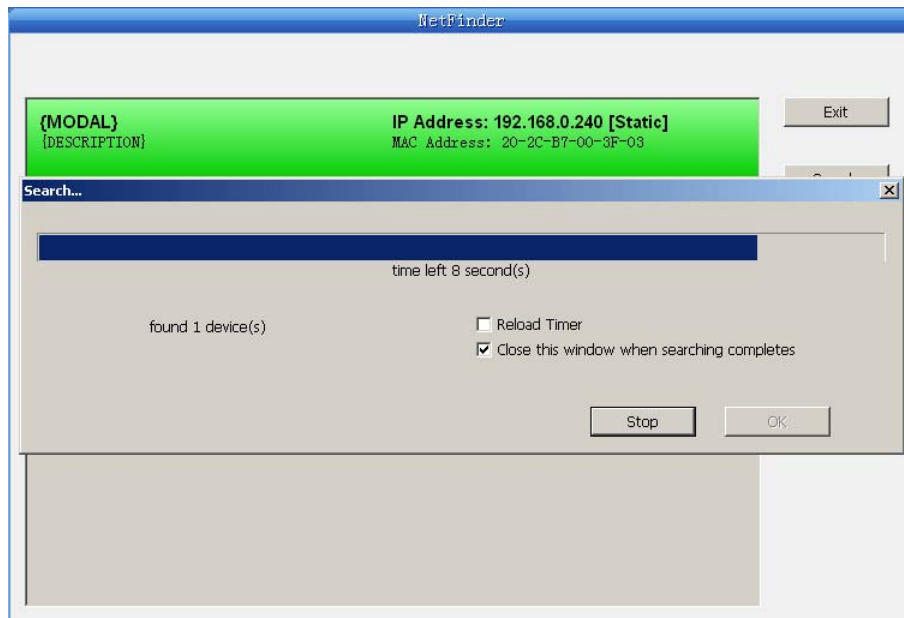 NetFinder
{MODAL}
IP Address: 192.168.0.240 [Static]
{DESCRIPTION}
MAC Address: 20-2C-B7-00-3F-03
Exit
Search...
time left 8 second(s)
found 1 device(s)
Reload Timer
Close this window when searching completes
Stop
OK